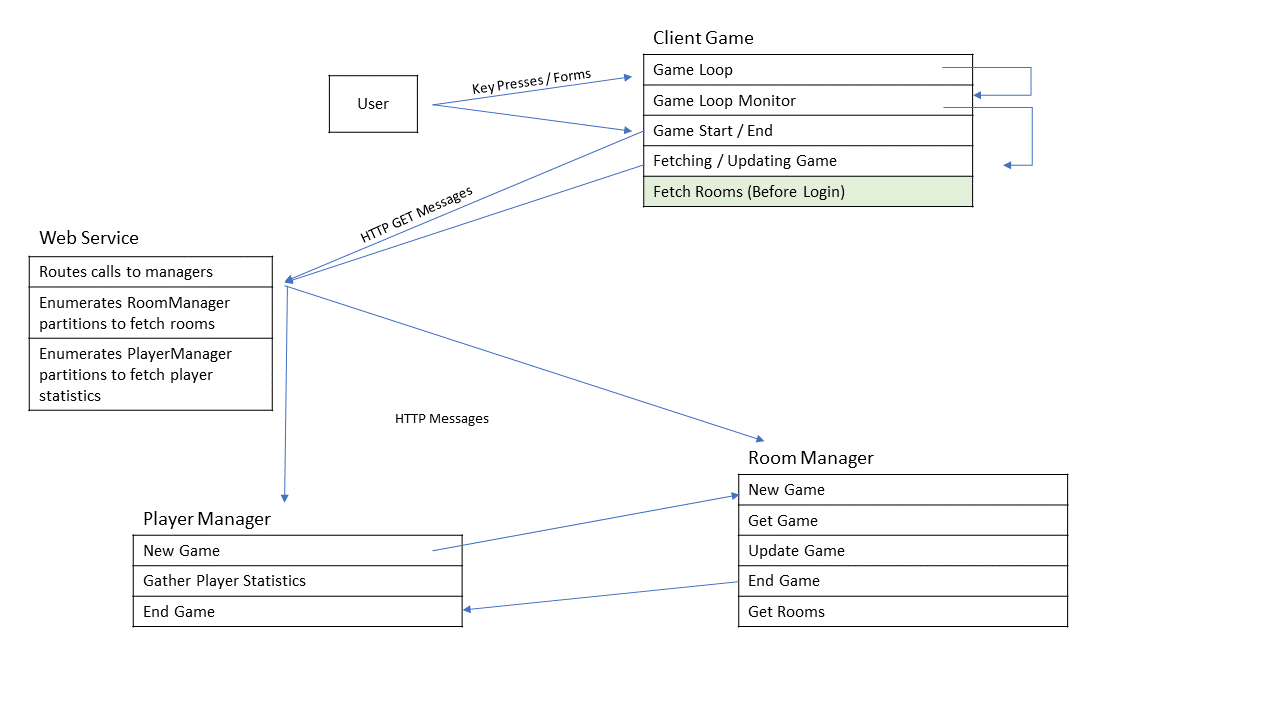 Client Game
Game Loop
Key Presses / Forms
User
Game Loop Monitor
Game Start / End
Fetching / Updating Game
Fetch Rooms (Before Login)
HTTP GET Messages
Web Service
Routes calls to managers
Enumerates RoomManager
partitions to fetch rooms
Enumerates PlayerManager
partitions to fetch player
statistics
HTTP Messages
Room Manager
New Game
Get Game
Update Game
End Game
Get Rooms
Player Manager
New Game
Gather Player Statistics
End Game